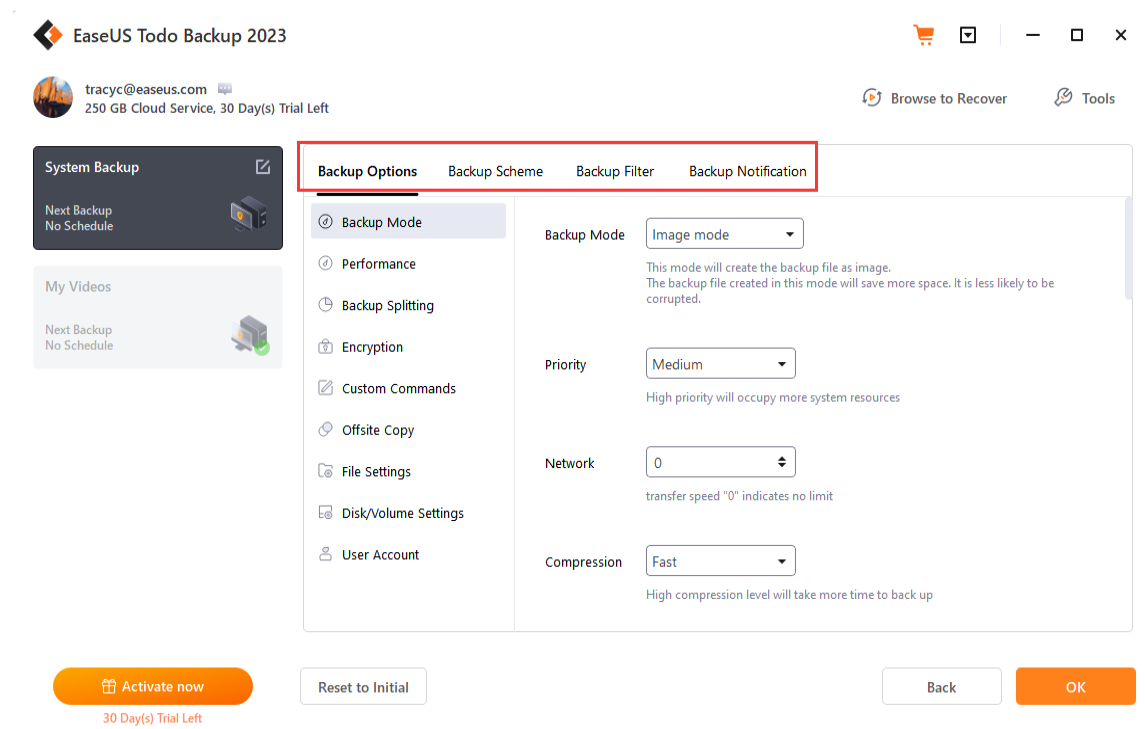 EaseUS Todo Backup 2023
tracyc@easeus.com
250 GB Cloud Service, 30 Day(s) Trial Left
Browse to Recover
Tools
System Backup
Next Backup
No Schedule
My Videos
Next Backup
No Schedule
Backup Options
Backup Scheme
Backup Filter
Backup Notification
Backup Mode
Performance
Backup Splitting
Encryption
Custom Commands
Offsite Copy
File Settings
Disk/Volume Settings
User Account
Backup Mode
Image mode
This mode will create the backup file as image.
The backup file created in this mode will save more space. It is less likely to be
corrupted.
Priority
Medium
High priority will occupy more system resources
Network
0
transfer speed "0" indicates no limit
Compression
Fast
High compression level will take more time to back up
Activate now
30 Day(s) Trial Left
Reset to Initial
Back
OK